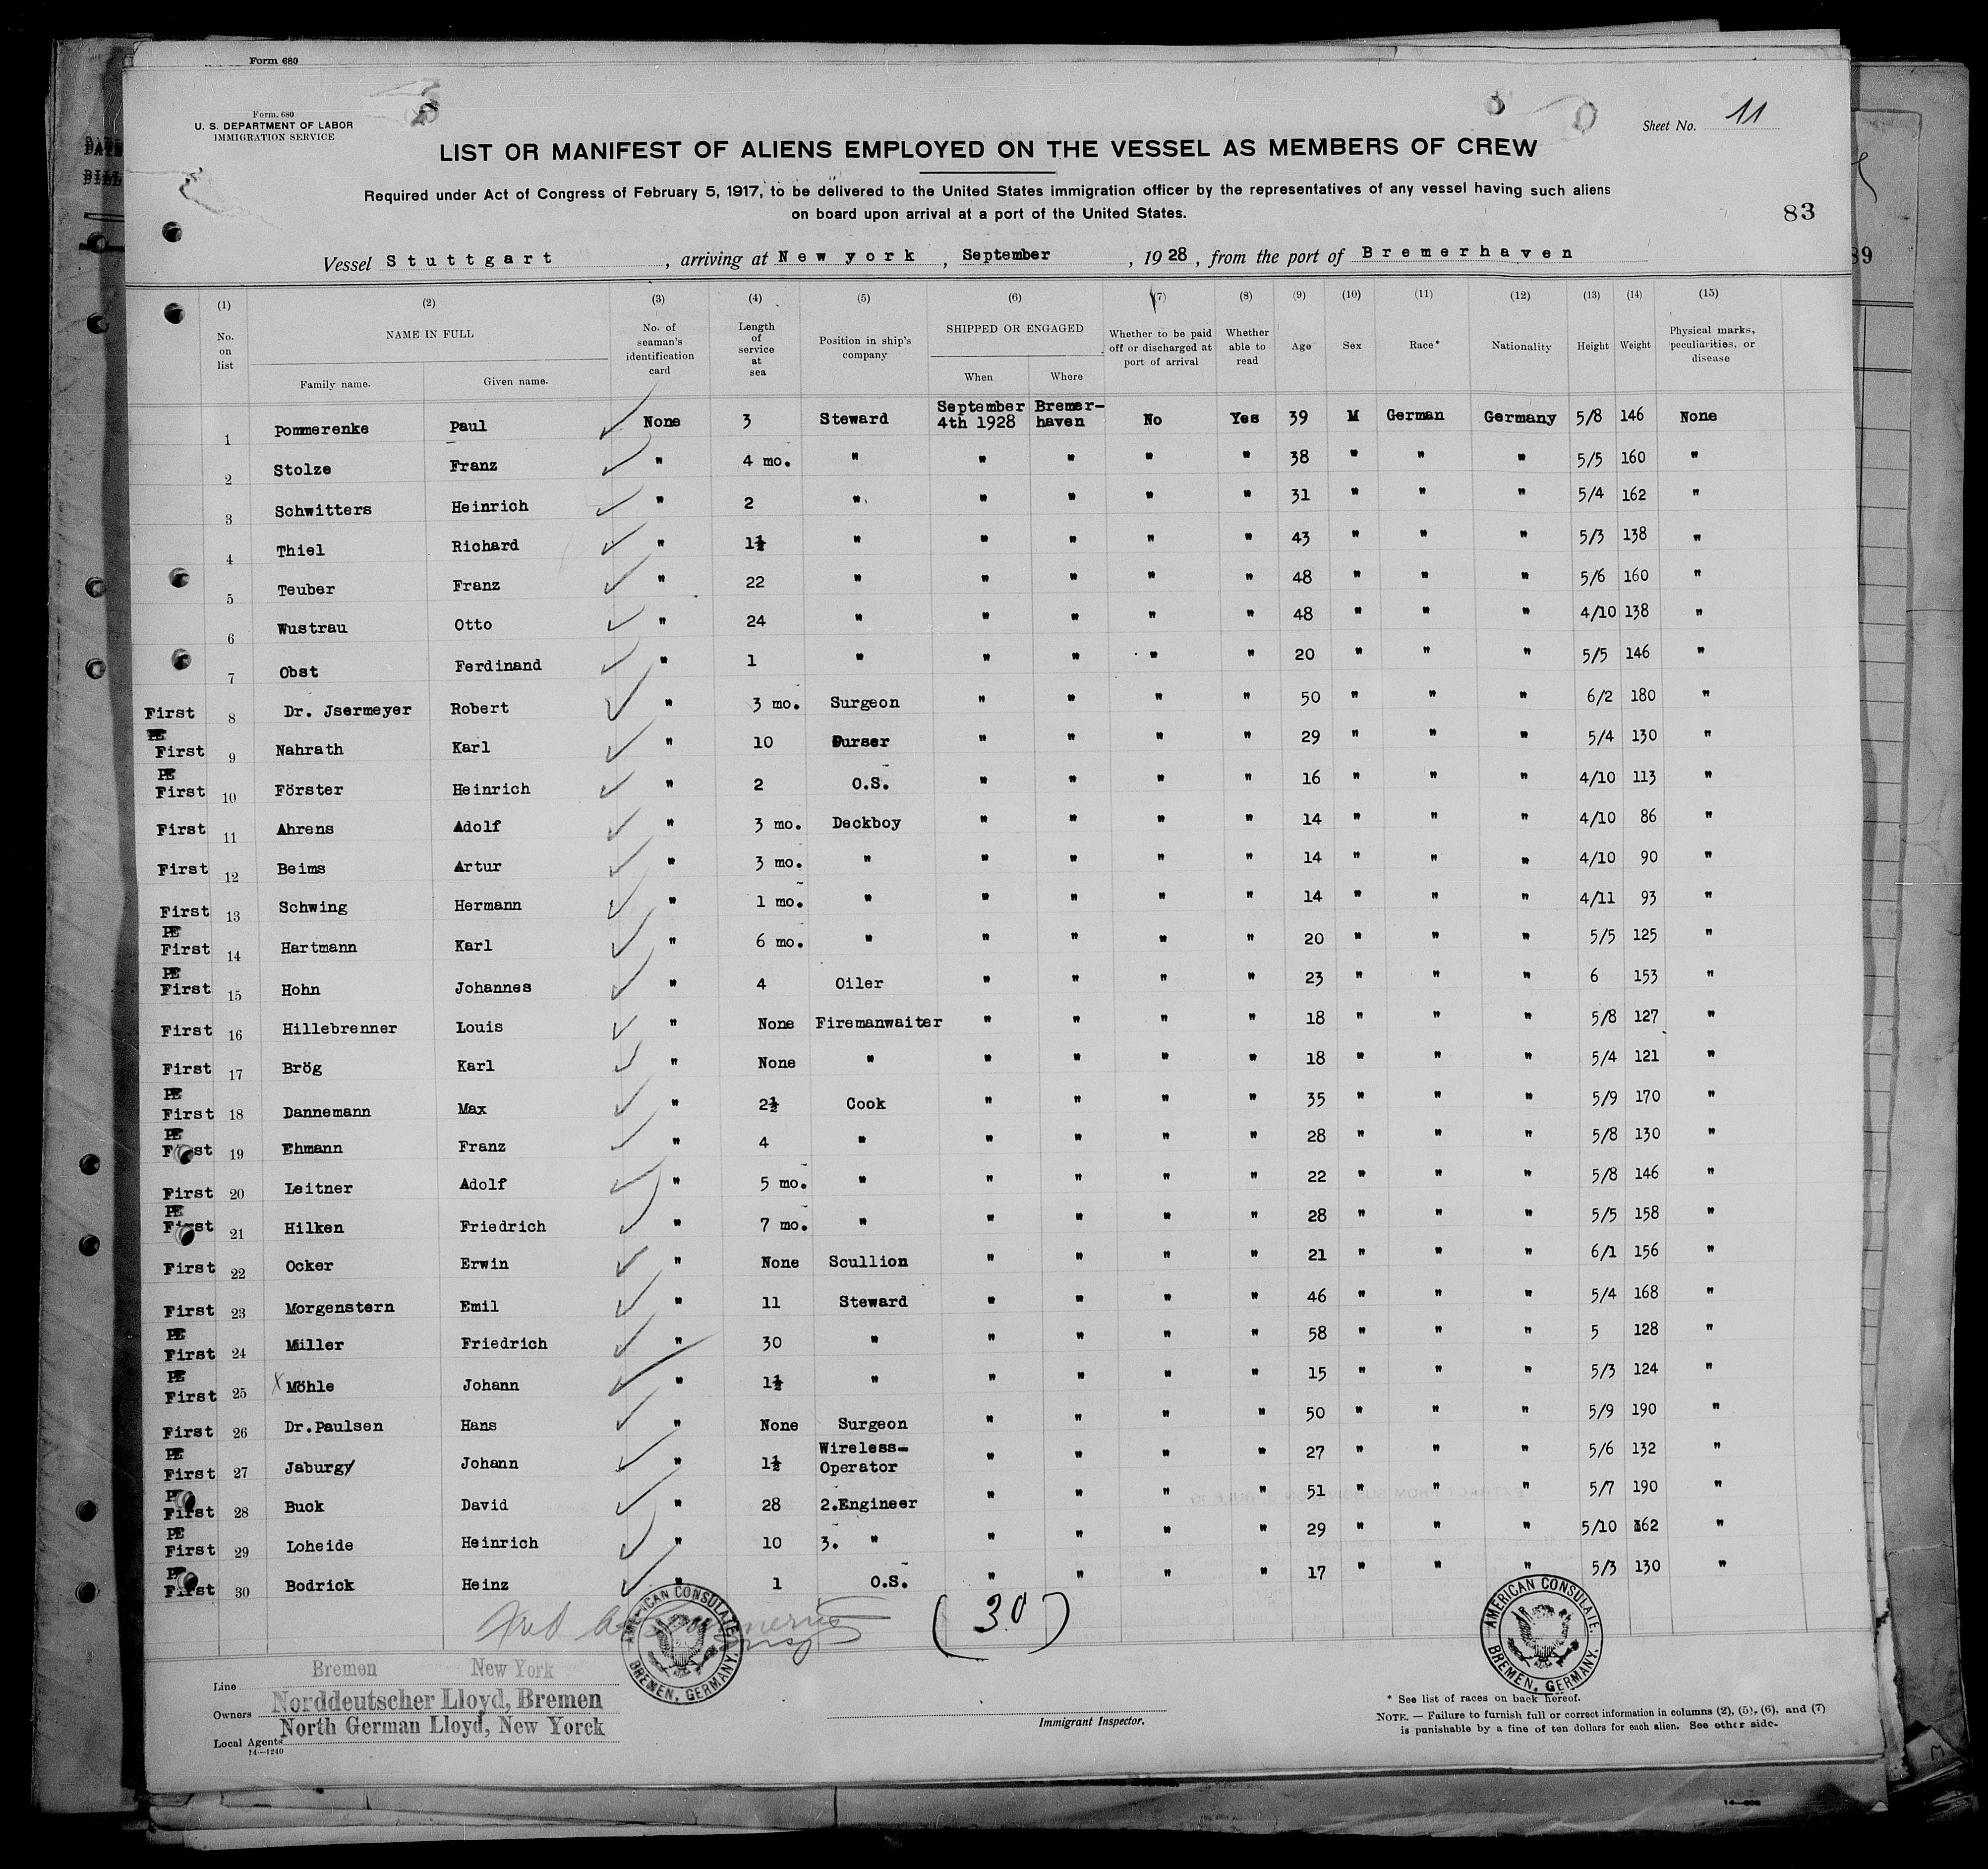 Form 680
Form. 680
U. S. DEPARTMENT OF LABOR
IMMIGRATION SERVICE
Sheet No. 11
LIST OR MANIFEST OF ALIENS EMPLOYED ON THE VESSEL AS MEMBERS OF CREW
Required under Act of Congress of February 5, 1917, to be delivered to the United States immigration officer by the representatives of any vessel having such aliens
on board upon arrival at a port of the United States.
83
Vessel Stuttgart, arriving at New york, September, 1928, from the port of Bremerhaven
89
(1) (2) (3) (4) (5) (6) (7) (8) (9) (10) (11) (12) (13) (14) (15)
No. on list NAME IN FULL No. of seaman's identification card Length of service at sea Position in ship's company SHIPPED OR ENGAGED Whether to be paid off or discharged at port of arrival Whether able to read Age Sex Race* Nationality Height Weight Physical marks, peculiarities, or disease
Family name. Given name. When Where
1 Pommerenke Paul None 3 Steward September 4th 1928 Bremer-haven No Yes 39 M German Germany 5/8 146 None
2 Stolze Franz " 4 mo. " " " " " 38 " " " 5/5 160 "
3 Schwitters Heinrich " 2 " " " " " 31 " " " 5/4 162 "
4 Thiel Richard " 1½ " " " " " 43 " " " 5/3 138 "
5 Teuber Franz " 22 " " " " " 48 " " " 5/6 160 "
6 Wustrau Otto " 24 " " " " " 48 " " " 4/10 138 "
7 Obst Ferdinand " 1 " " " " " 20 " " " 5/5 146 "
First 8 Dr. Jsermeyer Robert " 3 mo. Surgeon " " " " 50 " " " 6/2 180 "
PE
First 9 Nahrath Karl " 10 Purser " " " " 29 " " " 5/4 130 "
PE
First 10 Förster Heinrich " 2 O.S. " " " " 16 " " " 4/10 113 "
First 11 Ahrens Adolf " 3 mo. Deckboy " " " " 14 " " " 4/10 86 "
First 12 Beims Artur " 3 mo. " " " " " 14 " " " 4/10 90 "
First 13 Schwing Hermann " 1 mo. " " " " " 14 " " " 4/11 93 "
PE
First 14 Hartmann Karl " 6 mo. " " " " " 20 " " " 5/5 125 "
PE
First 15 Hohn Johannes " 4 Oiler " " " " 23 " " " 6 153 "
First 16 Hillebrenner Louis " None Firemanwaiter " " " " 18 " " " 5/8 127 "
First 17 Brög Karl " None " " " " " 18 " " " 5/4 121 "
PE
First 18 Dannemann Max " 2½ Cook " " " " 35 " " " 5/9 170 "
PE
First 19 Ehmann Franz " 4 " " " " " 28 " " " 5/8 130 "
First 20 Leitner Adolf " 5 mo. " " " " " 22 " " " 5/8 146 "
PE
First 21 Hilken Friedrich " 7 mo. " " " " " 28 " " " 5/5 158 "
First 22 Ocker Erwin " None Scullion " " " " 21 " " " 6/1 156 "
First 23 Morgenstern Emil " 11 Steward " " " " 46 " " " 5/4 168 "
PE
First 24 Miller Friedrich " 30 " " " " " 58 " " " 5 128 "
PE
First 25 X Möhle Johann " 1½ " " " " " 15 " " " 5/3 124 "
First 26 Dr.Paulsen Hans " None Surgeon " " " " 50 " " " 5/9 190 "
PE
First 27 Jaburgy Johann " 1½ Wireless-Operator " " " " 27 " " " 5/6 132 "
PE
First 28 Buck David " 28 2.Engineer " " " " 51 " " " 5/7 190 "
PE
First 29 Loheide Heinrich " 10 3. " " " " " 29 " " " 5/10 162 "
PE
First 30 Bodrick Heinz " 1 O.S. " " " " 17 " " " 5/3 130 "
(30)
AMERICAN CONSULATE. BREMEN, GERMANY.
AMERICAN CONSULATE. BREMEN, GERMANY.
Line Bremen New York
Owners Norddeutscher Lloyd, Bremen
Local Agents North German Lloyd, New Yorck
14—1240
Immigrant Inspector.
* See list of races on back hereof.
NOTE. — Failure to furnish full or correct information in columns (2), (5), (6), and (7)
is punishable by a fine of ten dollars for each alien. See other side.